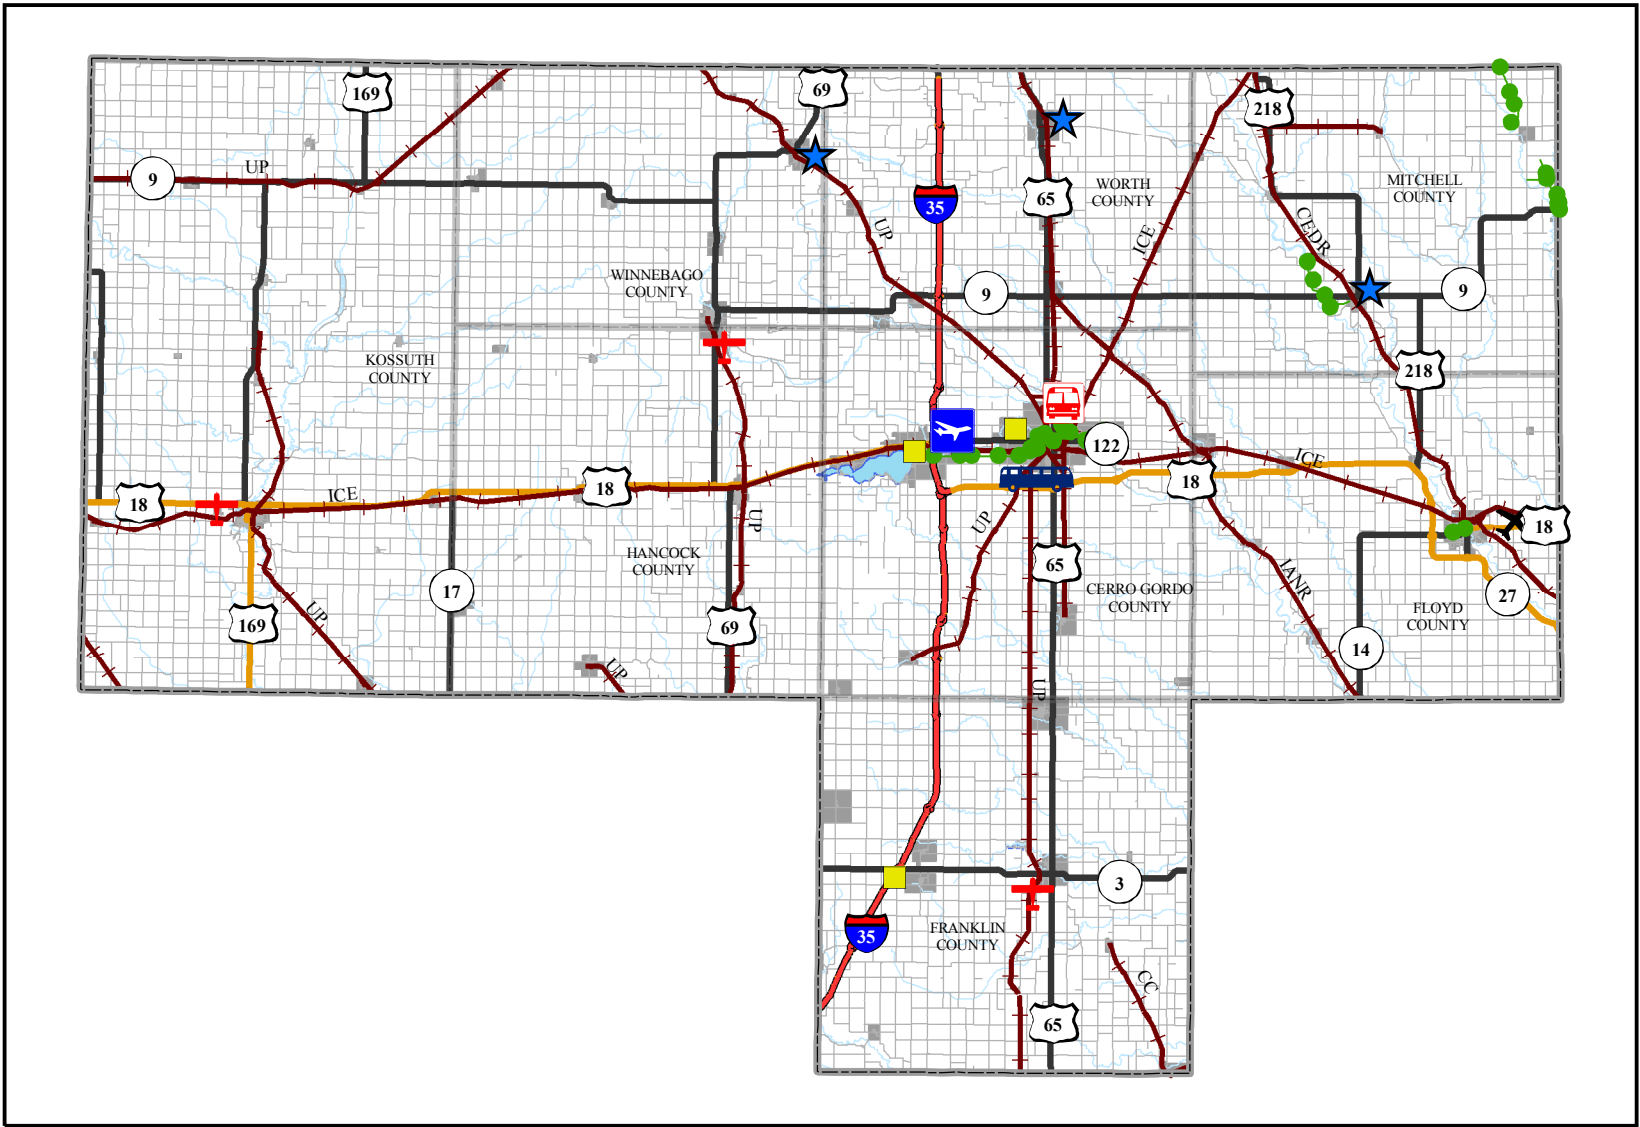 169
69
218
9
UP
35
65
WORTH
COUNTY
MITCHELL
COUNTY
UP
ICE
CEDR
WINNEBAGO
COUNTY
9
9
KOSSUTH
COUNTY
218
122
ICE
18
18
ICE
18
UP
UP
18
HANCOCK
COUNTY
65
IANR
17
CERRO GORDO
COUNTY
27
FLOYD
COUNTY
169
UP
69
14
UP
UP
3
35
FRANKLIN
COUNTY
CC
65